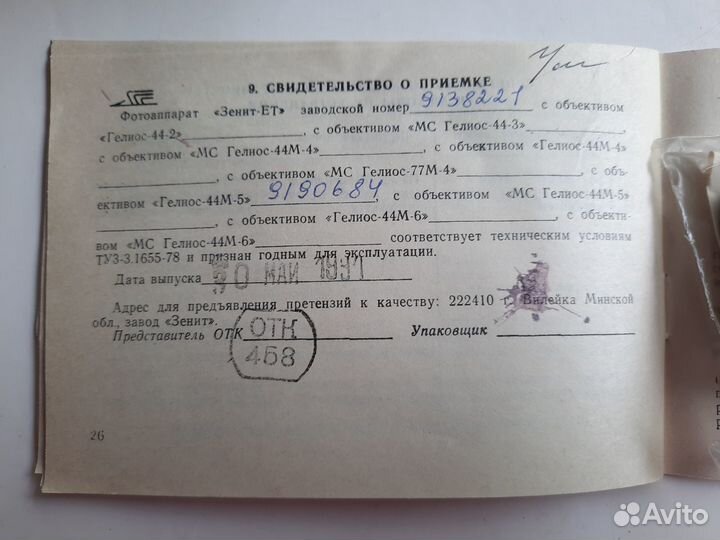 9. СВИДЕТЕЛЬСТВО О ПРИЕМКЕ
Фотоаппарат «Зенит-ЕТ» заводской номер 9138221 с объективом
«Гелиос-44-2» , с объективом «МС Гелиос-44-3» ,
с объективом «МС Гелиос-44М-4» , с объективом «Гелиос-44М-4»
, с объективом «МС Гелиос-77М-4» , с объ-
ективом «Гелиос-44М-5» 9190684, с объективом «МС Гелиос-44М-5»
, с объективом «Гелиос-44М-6» , с объекти-
вом «МС Гелиос-44М-6» соответствует техническим условиям
ТУЗ-3.1655-78 и признан годным для эксплуатации.
Дата выпуска МАЙ 1991
Адрес для предъявления претензий к качеству: 222410 г. Вилейка Минской
обл., завод «Зенит».
Представитель ОТК ОТК 458 Упаковщик
26
Avito